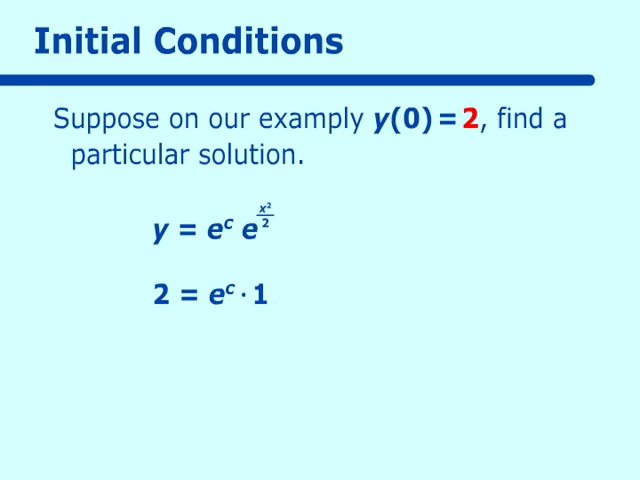 Initial Conditions
Suppose on our examply y(0) = 2, find a
particular solution.
y = e^c e^(x²/2)
2 = e^c · 1